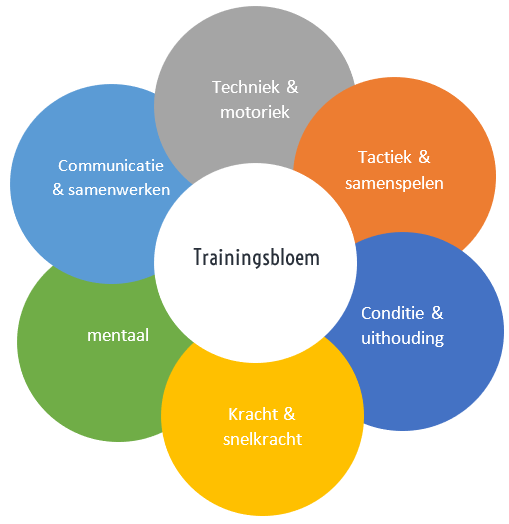 Techniek &
motoriek
Tactiek &
samenspelen
Conditie &
uithouding
Kracht &
snelkracht
mentaal
Communicatie
& samenwerken
Trainingsbloem